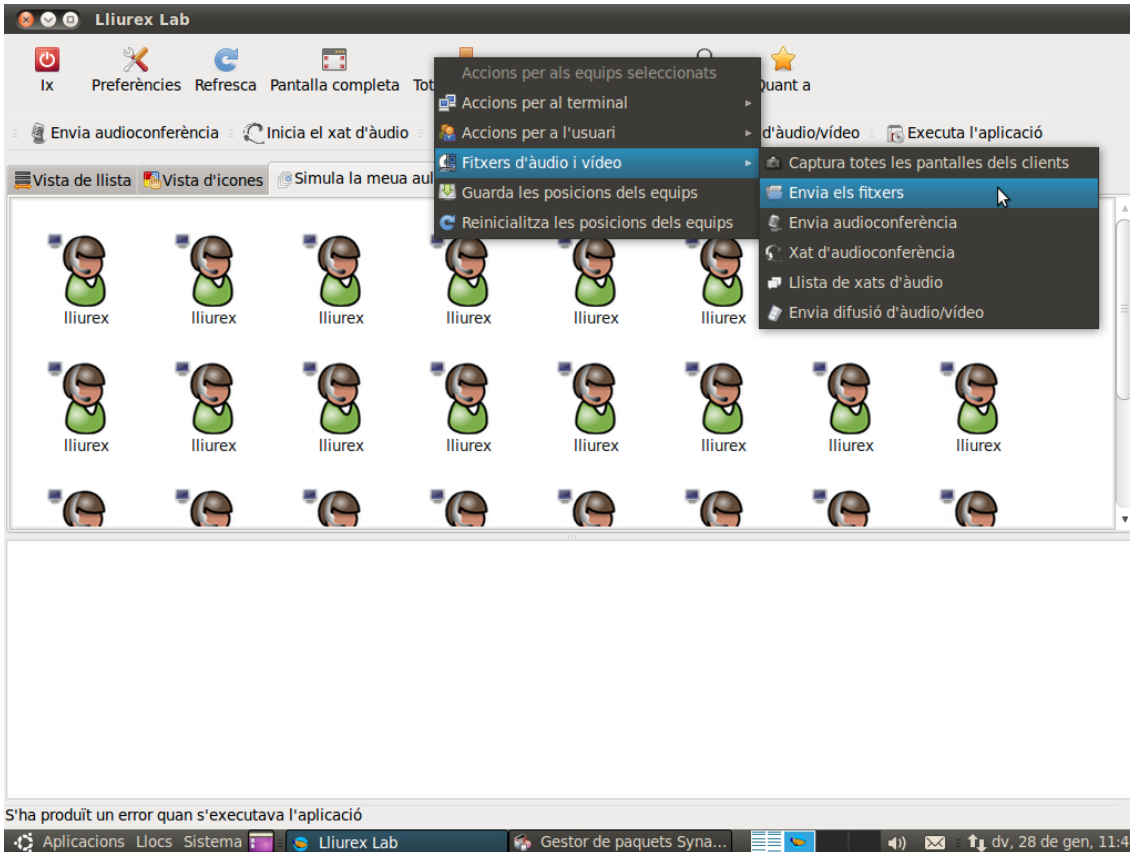 Lliurex Lab
Ix Preferències Refresca Pantalla completa Tot Quant a
Accions per als equips seleccionats
Accions per al terminal
Accions per a l'usuari
Fitxers d'àudio i vídeo
Guarda les posicions dels equips
Reinicialitza les posicions dels equips
Envia audioconferència Inicia el xat d'àudio d'àudio/vídeo Executa l'aplicació
Captura totes les pantalles dels clients
Envia els fitxers
Envia audioconferència
Xat d'audioconferència
Llista de xats d'àudio
Envia difusió d'àudio/vídeo
Vista de llista Vista d'icones Simula la meua aul
lliurex lliurex lliurex lliurex lliurex lliurex
lliurex lliurex lliurex lliurex lliurex lliurex lliurex lliurex
S'ha produït un error quan s'executava l'aplicació
Aplicacions Llocs Sistema Lliurex Lab Gestor de paquets Syna... dv, 28 de gen, 11:4